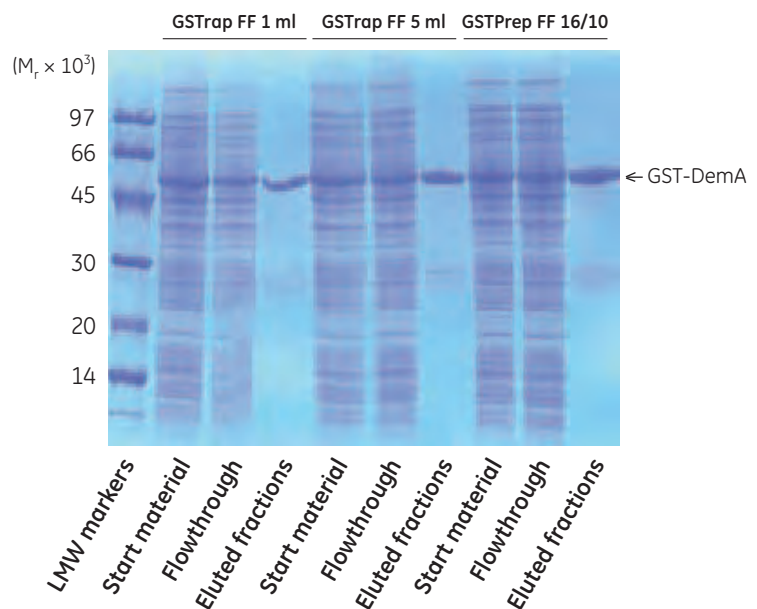 GSTrap FF 1 ml GSTrap FF 5 ml GSTPrep FF 16/10
(Mr × 10³)
97
66
45
30
20
14
← GST-DemA
LMW markers
Start material
Flowthrough
Eluted fractions
Start material
Flowthrough
Eluted fractions
Start material
Flowthrough
Eluted fractions